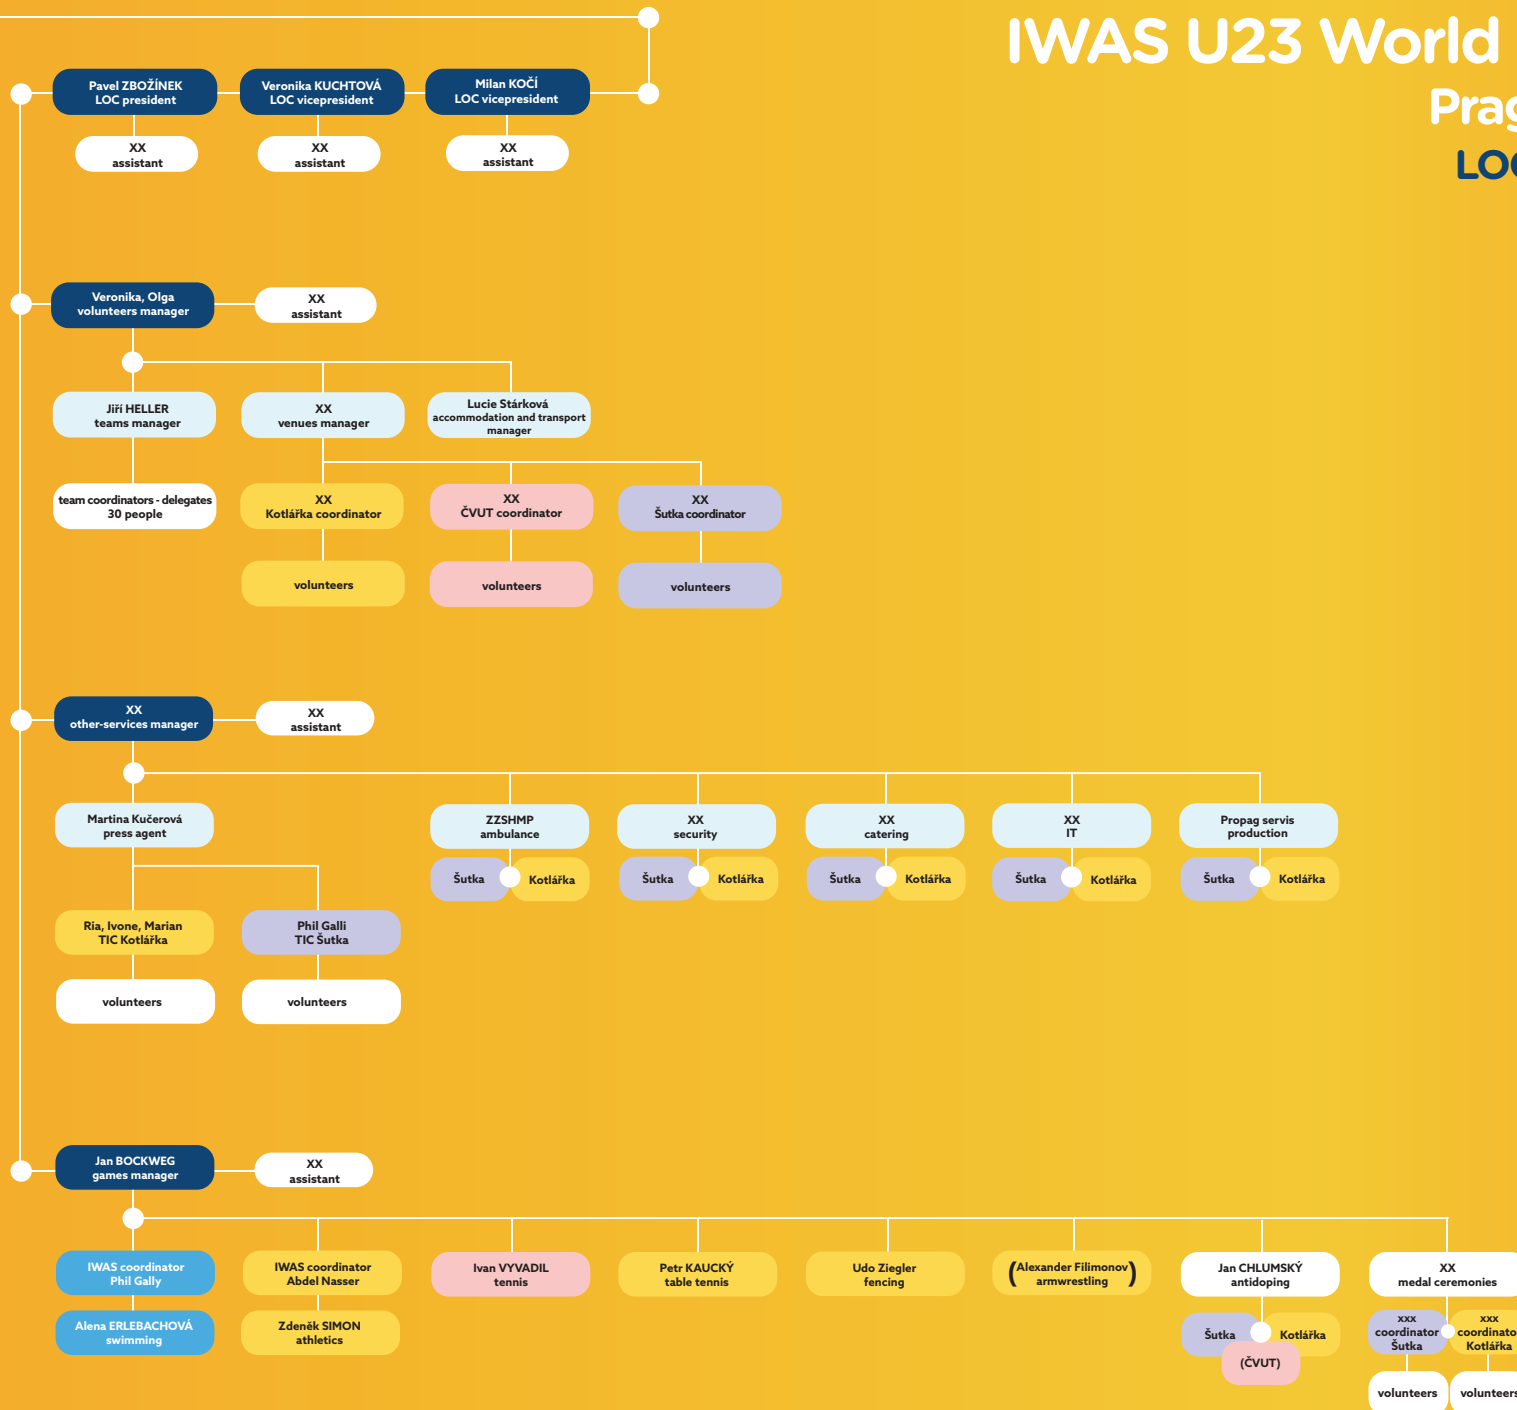 IWAS U23 World
Prag
LOC
Pavel ZBOŽÍNEK
LOC president
Veronika KUCHTOVÁ
LOC vicepresident
Milan KOČÍ
LOC vicepresident
XX
assistant
XX
assistant
XX
assistant
Veronika, Olga
volunteers manager
XX
assistant
Jiří HELLER
teams manager
XX
venues manager
Lucie Stárková
accommodation and transport
manager
team coordinators - delegates
30 people
XX
Kotlářka coordinator
XX
ČVUT coordinator
XX
Šutka coordinator
volunteers
volunteers
volunteers
XX
other-services manager
XX
assistant
Martina Kučerová
press agent
ZZSHMP
ambulance
XX
security
XX
catering
XX
IT
Propag servis
production
Šutka
Kotlářka
Šutka
Kotlářka
Šutka
Kotlářka
Šutka
Kotlářka
Šutka
Kotlářka
Ria, Ivone, Marian
TIC Kotlářka
Phil Galli
TIC Šutka
volunteers
volunteers
Jan BOCKWEG
games manager
XX
assistant
IWAS coordinator
Phil Gally
IWAS coordinator
Abdel Nasser
Ivan VYVADIL
tennis
Petr KAUCKÝ
table tennis
Udo Ziegler
fencing
(Alexander Filimonov
armwrestling)
Jan CHLUMSKÝ
antidoping
XX
medal ceremonies
Alena ERLEBACHOVÁ
swimming
Zdeněk SIMON
athletics
Šutka
Kotlářka
(ČVUT)
xxx
coordinator
Šutka
xxx
coordinato
Kotlářka
volunteers
volunteers